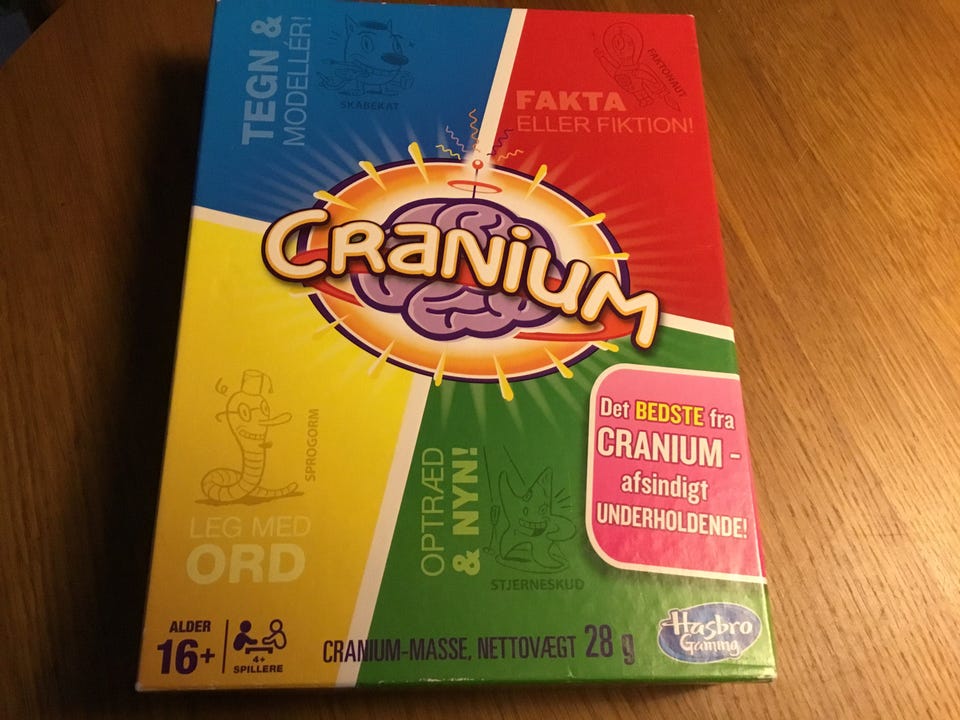 TEGN &
MODELLÉR!
SKABEKAT
FAKTA
ELLER FIKTION!
FAKTONAUT
CRANIUM
Det BEDSTE fra
CRANIUM -
afsindigt
UNDERHOLDENDE!
SPROGORM
LEG MED
ORD
OPTRÆD
& NYN!
STJERNESKUD
ALDER
16+
4+
SPILLERE
CRANIUM-MASSE, NETTOVÆGT 28 g
Hasbro
Gaming